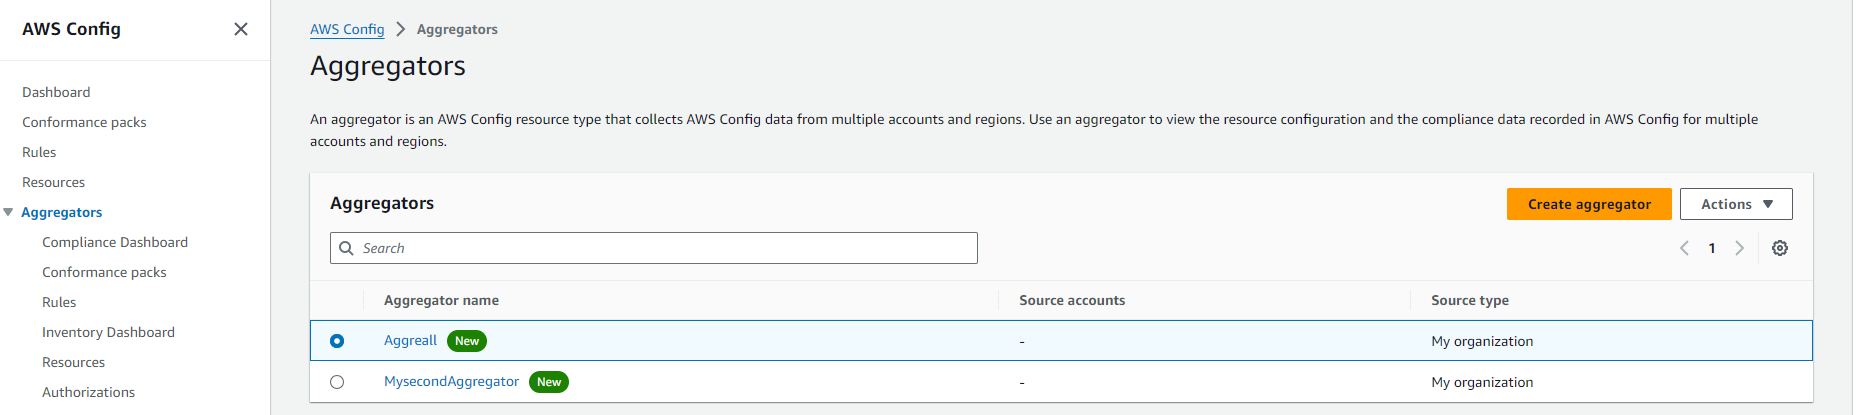 AWS Config
Dashboard
Conformance packs
Rules
Resources
Aggregators
Compliance Dashboard
Conformance packs
Rules
Inventory Dashboard
Resources
Authorizations
AWS Config > Aggregators
Aggregators
An aggregator is an AWS Config resource type that collects AWS Config data from multiple accounts and regions. Use an aggregator to view the resource configuration and the compliance data recorded in AWS Config for multiple
accounts and regions.
Aggregators
Create aggregator
Actions
Search
1
Aggregator name Source accounts Source type
Aggreall New - My organization
MysecondAggregator New - My organization